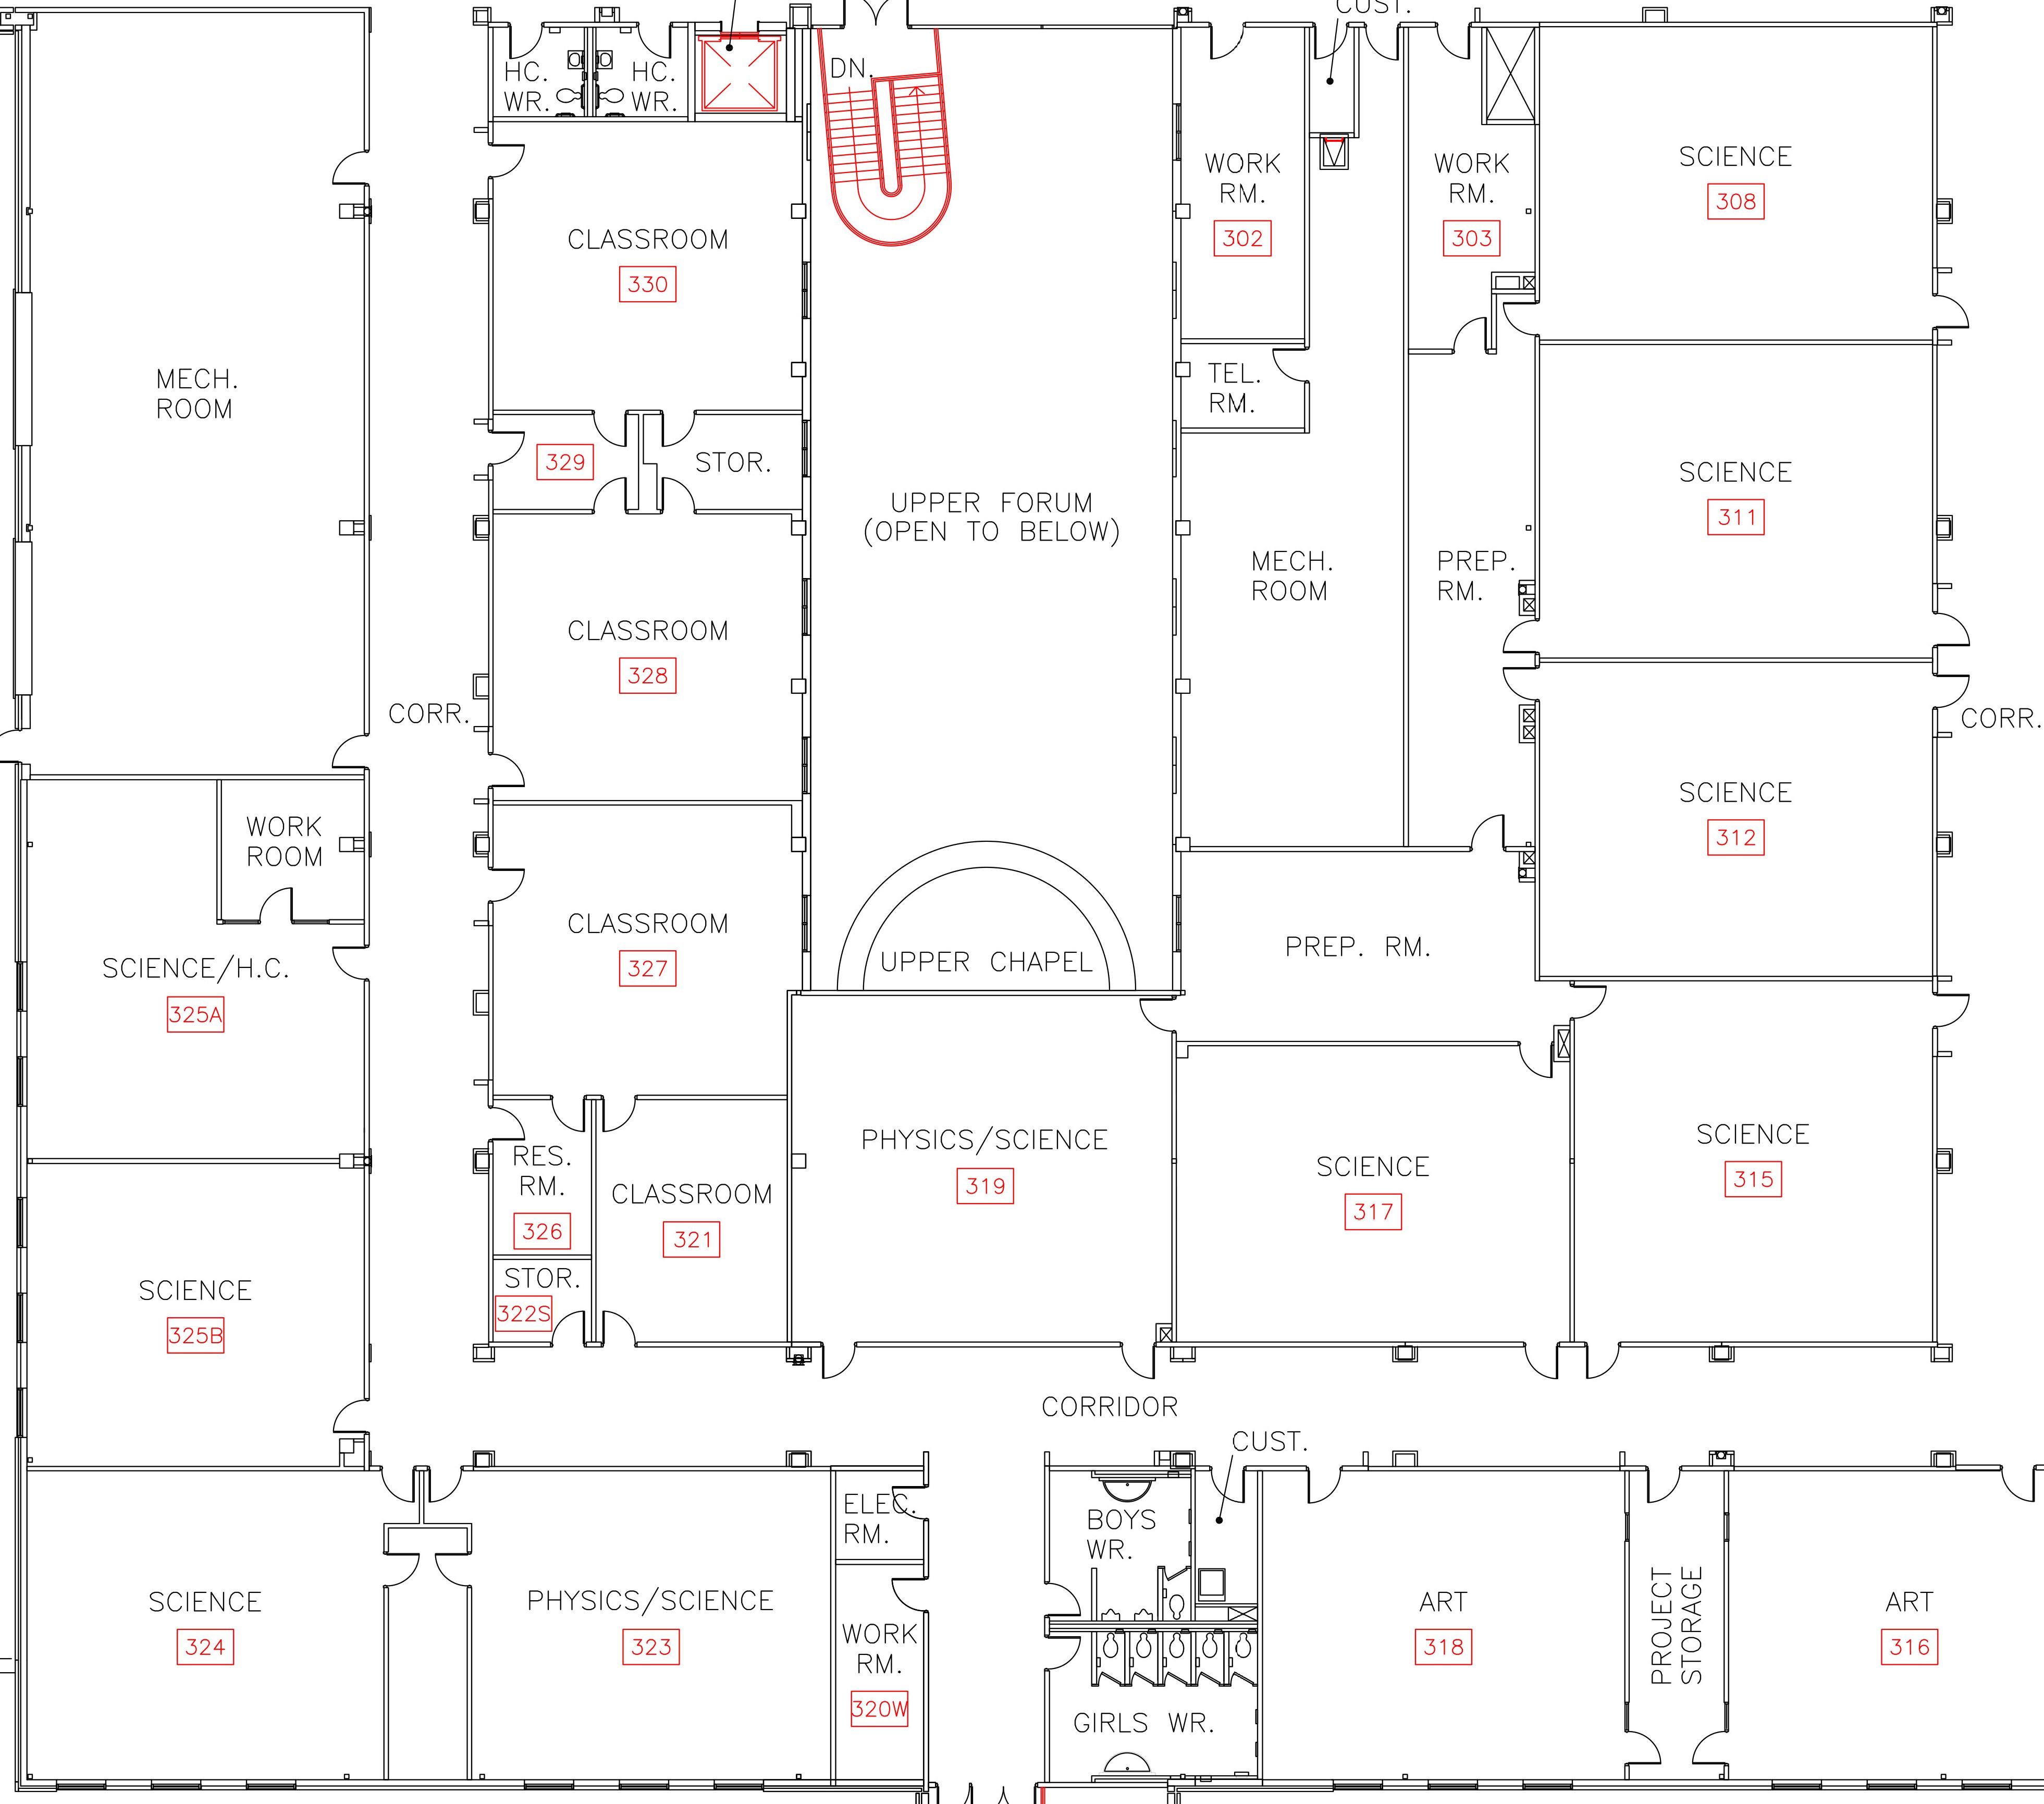 CUST.
HC.
WR.
HC.
WR.
DN.
WORK
RM.
302
WORK
RM.
303
SCIENCE
308
CLASSROOM
330
MECH.
ROOM
TEL.
RM.
329
STOR.
UPPER FORUM
(OPEN TO BELOW)
SCIENCE
311
MECH.
ROOM
PREP.
RM.
CLASSROOM
328
CORR.
CORR.
SCIENCE
312
WORK
ROOM
CLASSROOM
327
UPPER CHAPEL
PREP. RM.
SCIENCE/H.C.
325A
PHYSICS/SCIENCE
319
SCIENCE
317
SCIENCE
315
RES.
RM.
326
CLASSROOM
321
STOR.
322S
SCIENCE
325B
CORRIDOR
CUST.
ELEC.
RM.
BOYS
WR.
SCIENCE
324
PHYSICS/SCIENCE
323
WORK
RM.
320W
GIRLS WR.
ART
318
PROJECT
STORAGE
ART
316